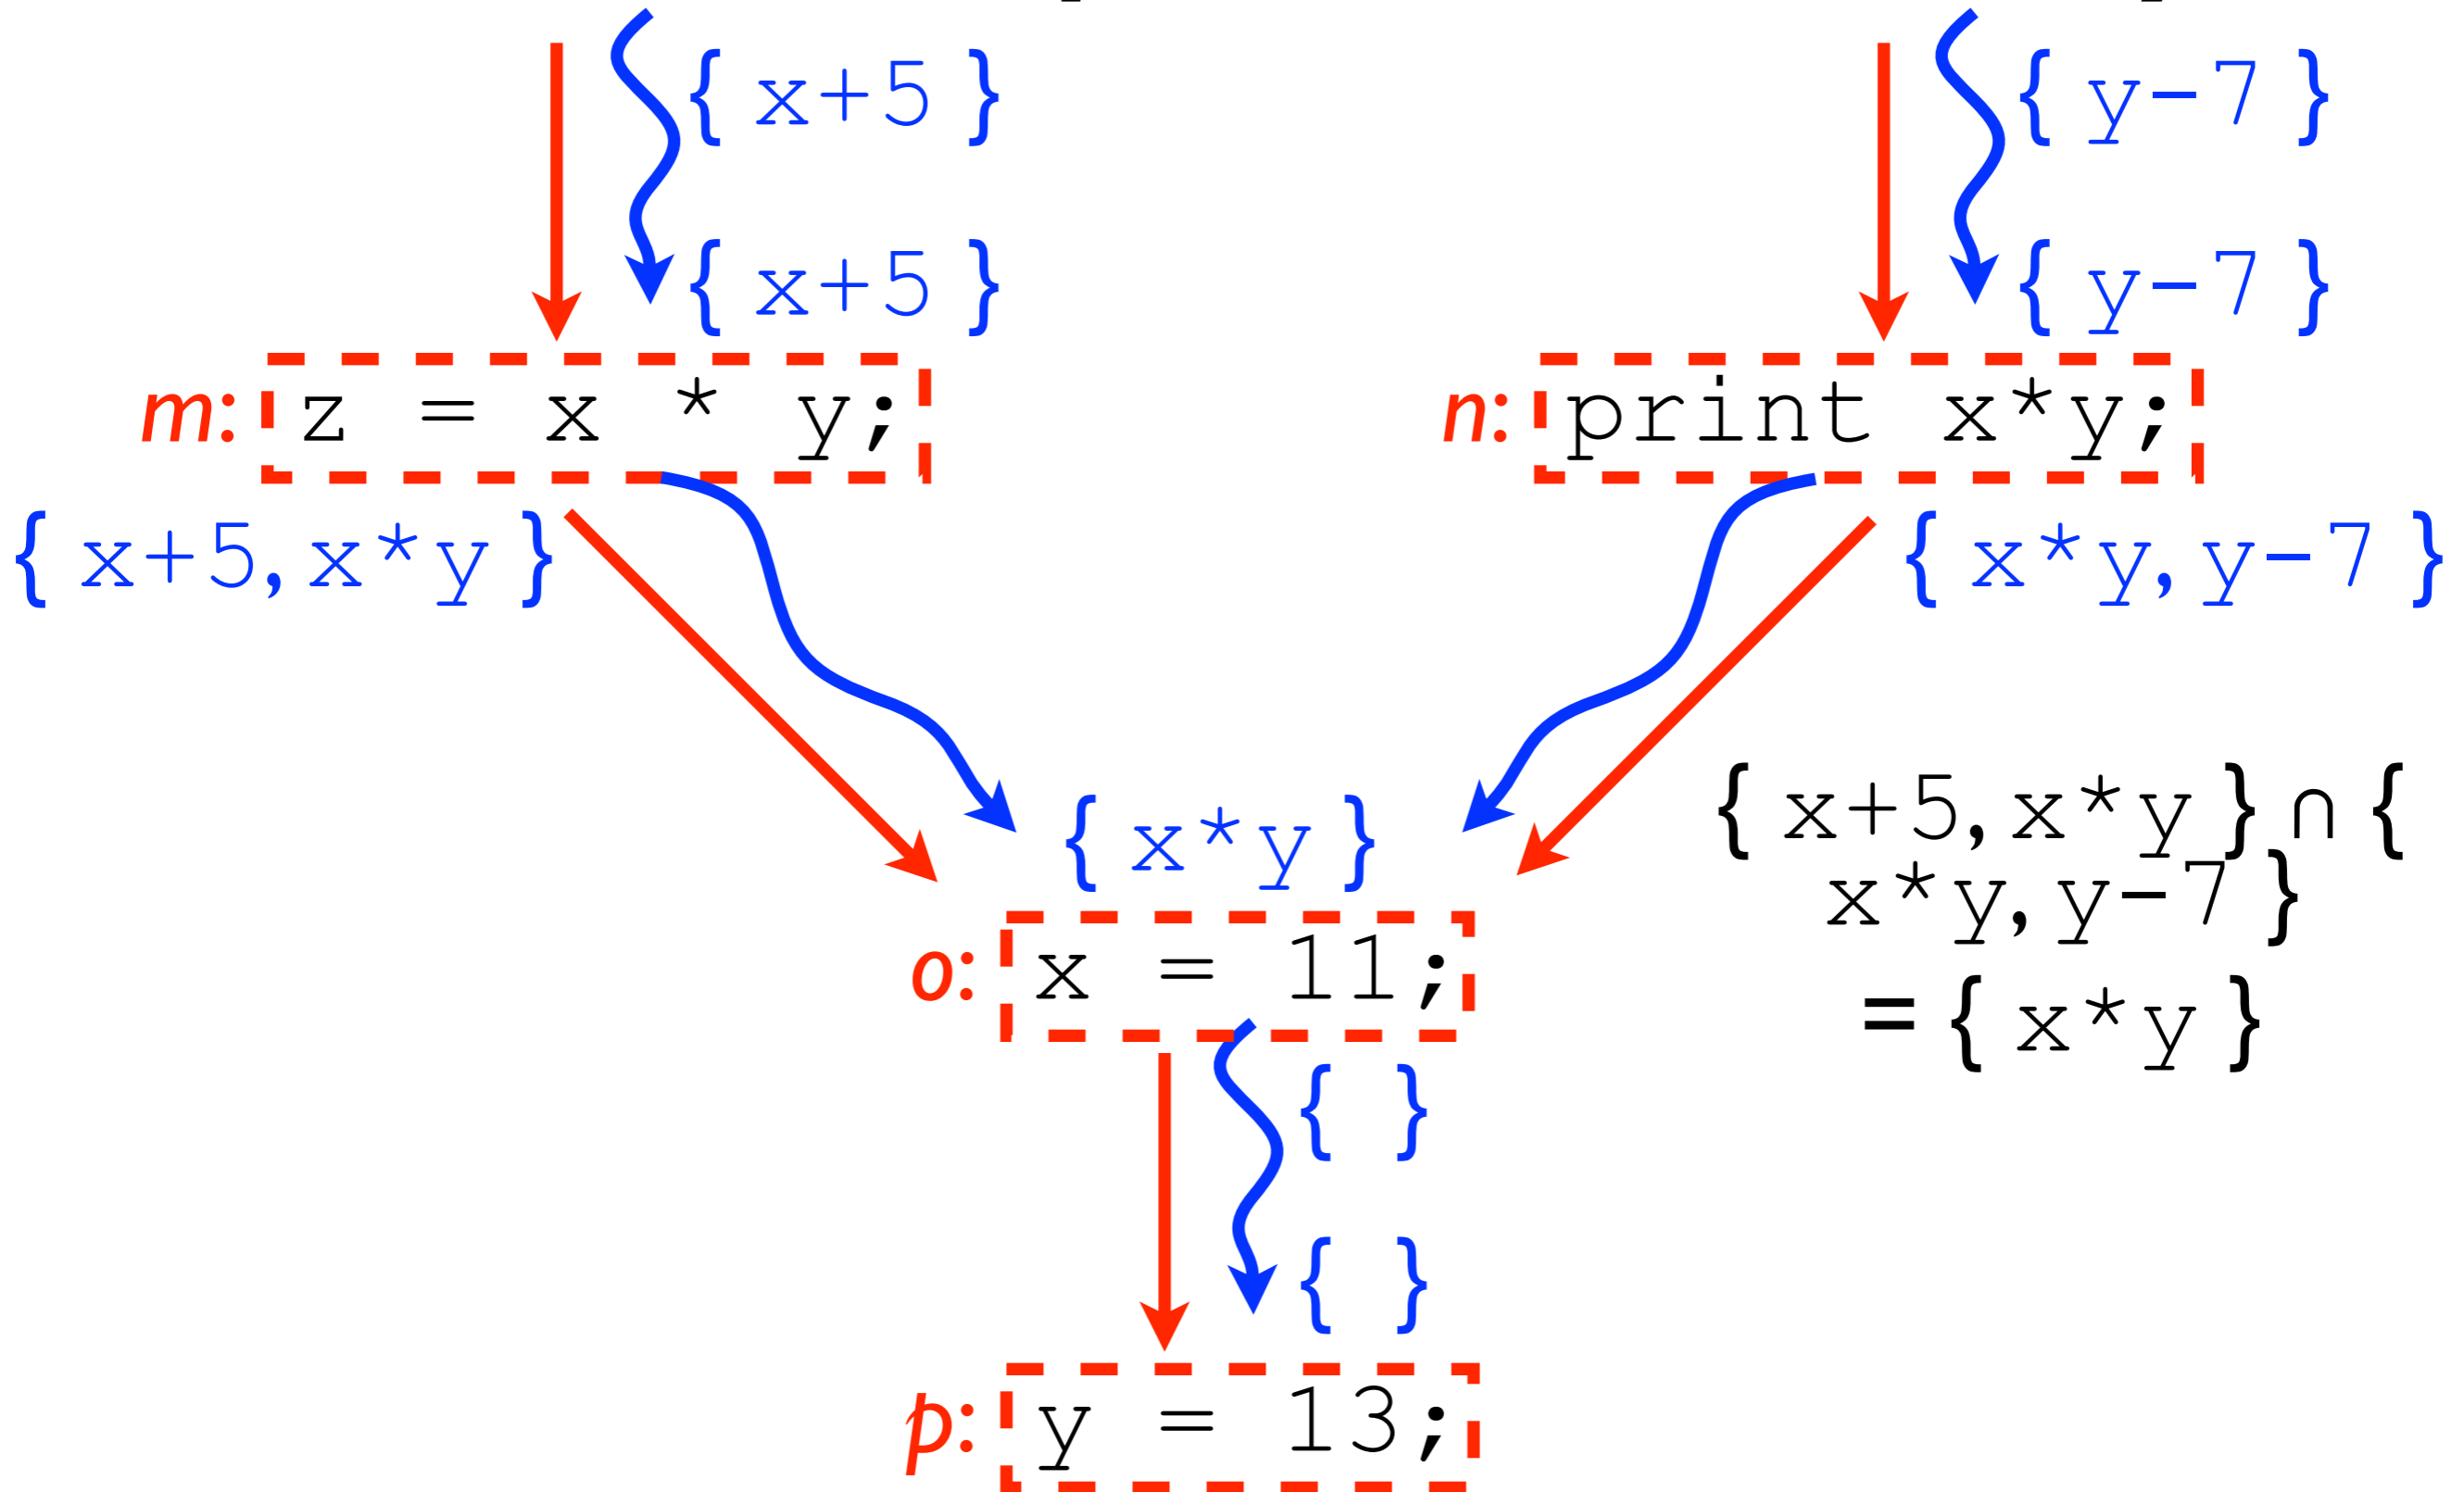 { x+5 }
{ y-7 }
{ x+5 }
{ y-7 }
m: z = x * y;
n: print x*y;
{ x+5,x*y }
{ x*y,y-7 }
{ x+5,x*y } ∩ {
x*y,y-7 }
= { x*y }
{ x*y }
o: x = 11;
{ }
{ }
p: y = 13;